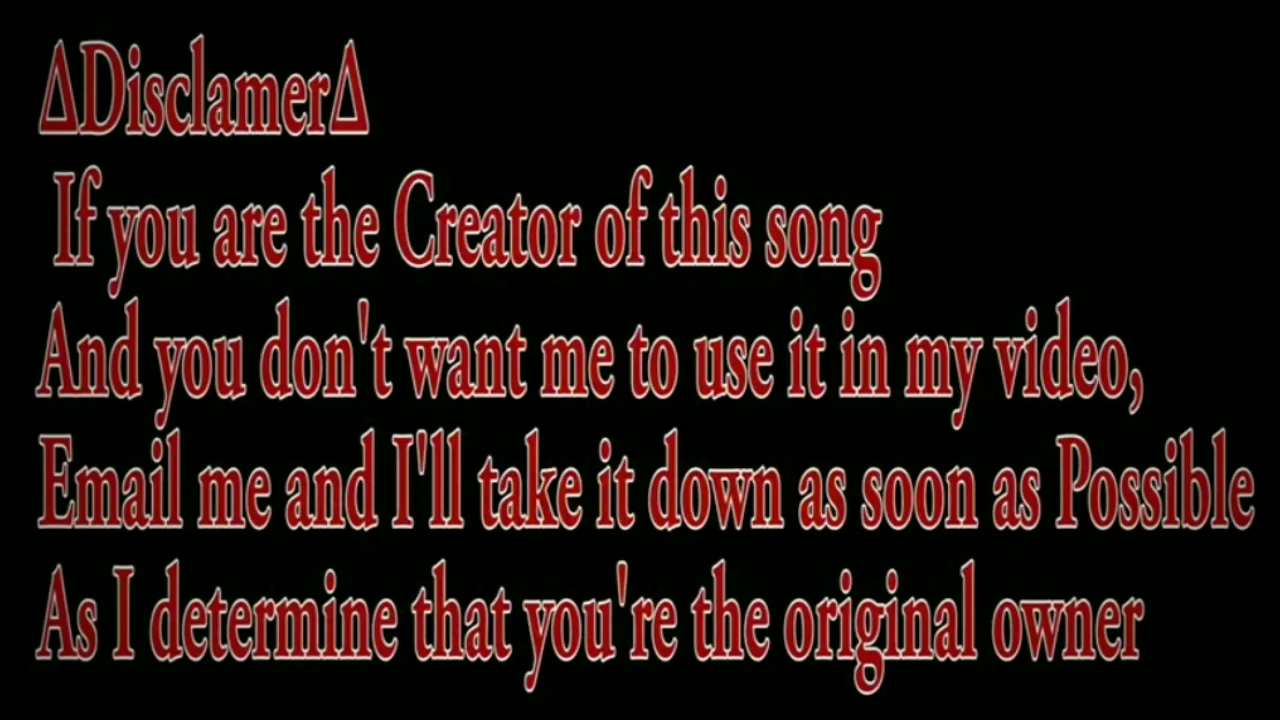 ∆Disclamer∆
If you are the Creator of this song
And you don't want me to use it in my video,
Email me and I'll take it down as soon as Possible
As I determine that you're the original owner